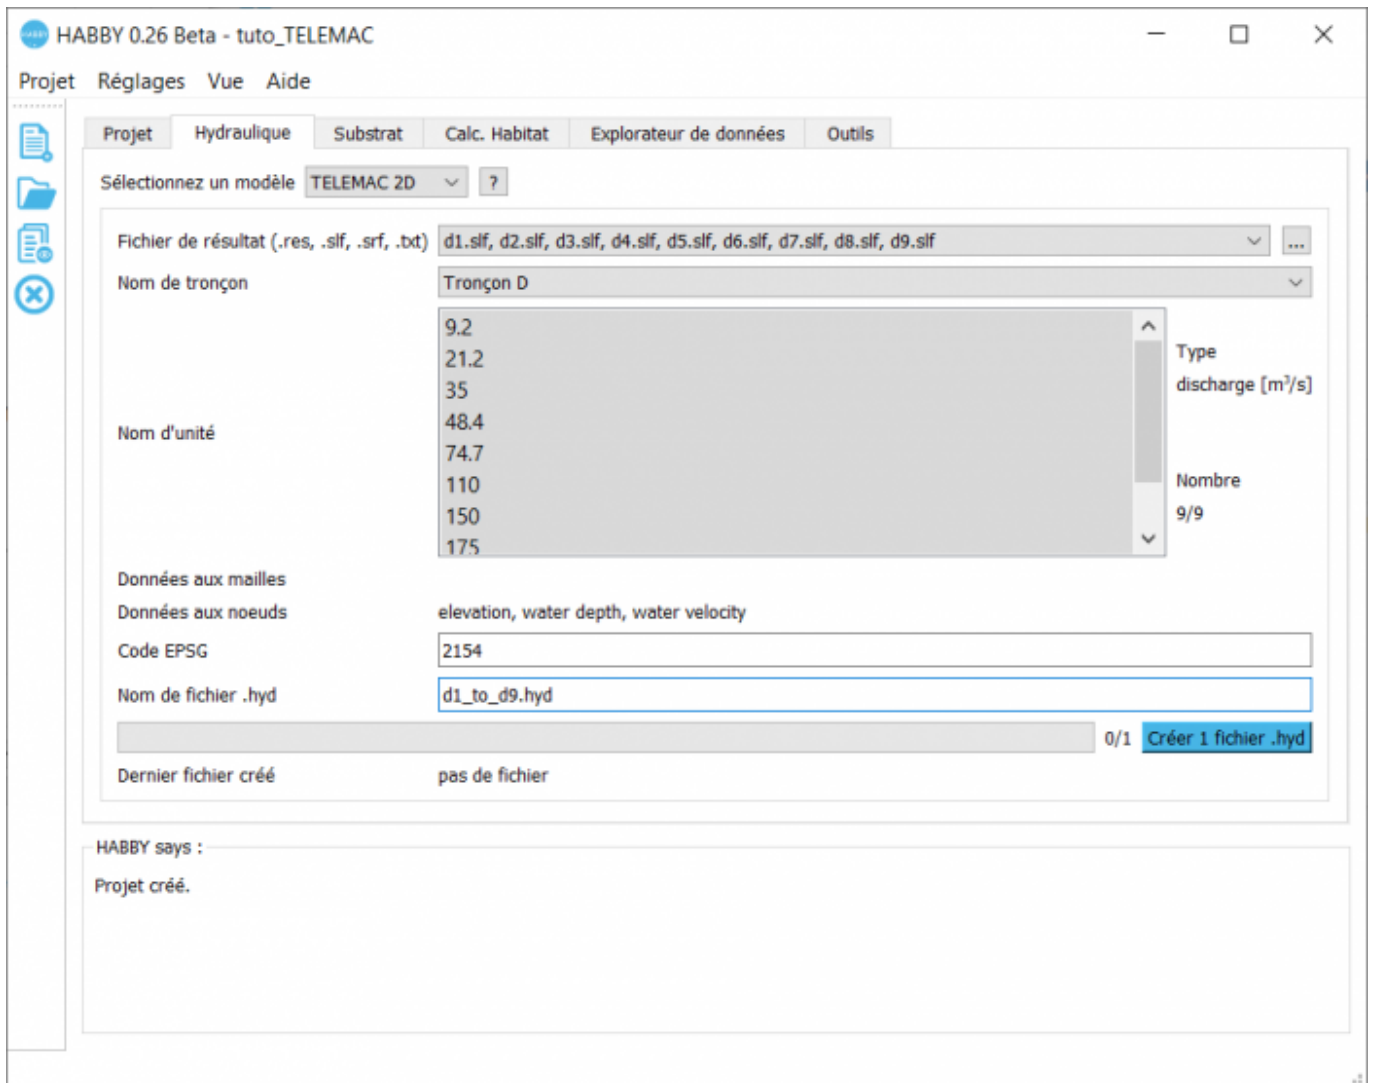 HABBY 0.26 Beta - tuto_TELEMAC
Projet Réglages Vue Aide
Projet Hydraulique Substrat Calc. Habitat Explorateur de données Outils
Sélectionnez un modèle TELEMAC 2D ?
Fichier de résultat (.res, .slf, .srf, .txt) d1.slf, d2.slf, d3.slf, d4.slf, d5.slf, d6.slf, d7.slf, d8.slf, d9.slf ...
Nom de tronçon Tronçon D
9.2
21.2
Type
35
discharge [m³/s]
48.4
Nom d'unité
74.7
110
Nombre
150
9/9
175
Données aux mailles
Données aux noeuds elevation, water depth, water velocity
Code EPSG 2154
Nom de fichier .hyd d1_to_d9.hyd
0/1 Créer 1 fichier .hyd
Dernier fichier créé pas de fichier
HABBY says :
Projet créé.